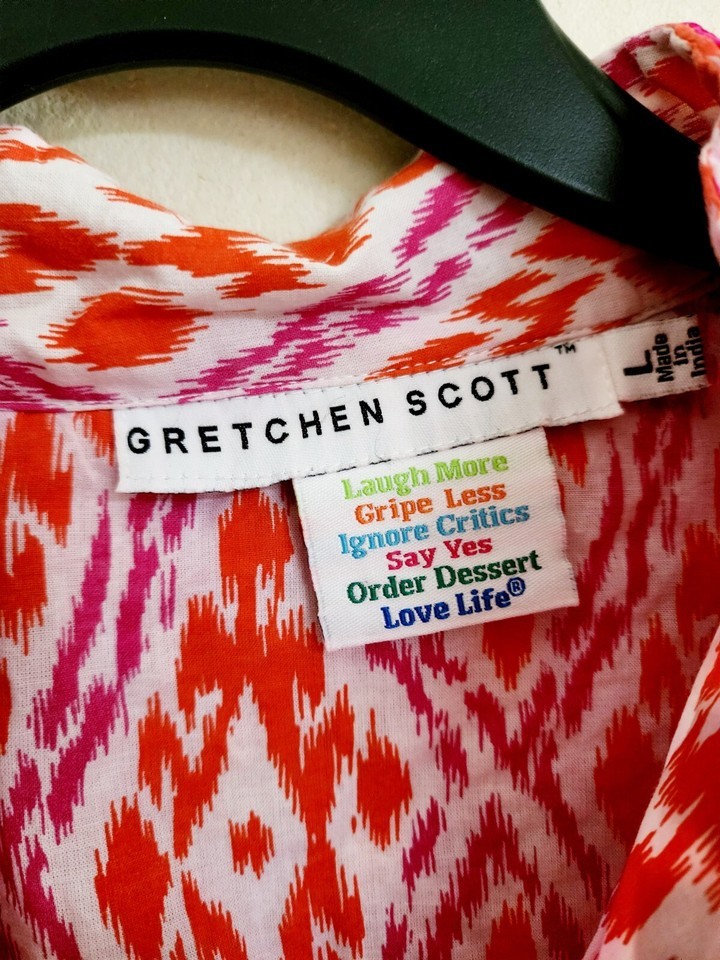 GRETCHEN SCOTT™
L
Made
in
India
Laugh More
Gripe Less
Ignore Critics
Say Yes
Order Dessert
Love Life®